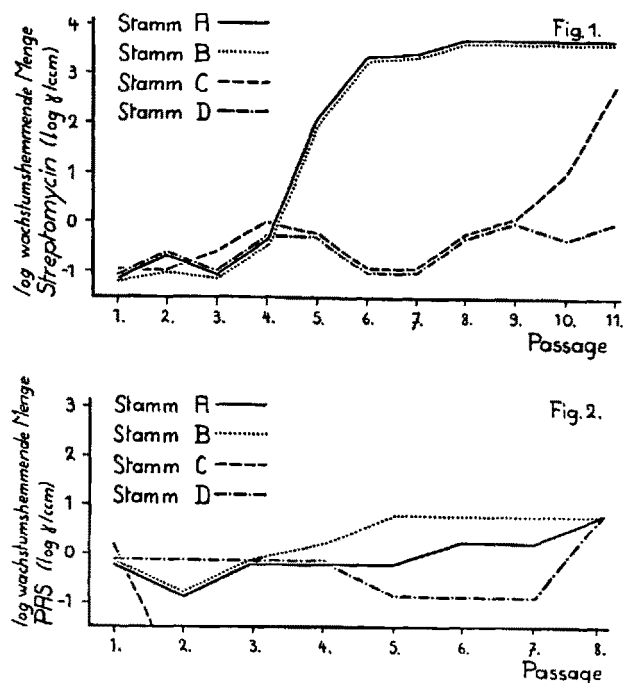 Fig. 1.
log wachstumshemmende Menge
Streptomycin (log γ/ccm)
4
3
2
1
0
-1
Stamm A
Stamm B
Stamm C
Stamm D
1. 2. 3. 4. 5. 6. 7. 8. 9. 10. 11.
Passage
Fig. 2.
log wachstumshemmende Menge
PAS (log γ/ccm)
3
2
1
0
-1
Stamm A
Stamm B
Stamm C
Stamm D
1. 2. 3. 4. 5. 6. 7. 8.
Passage